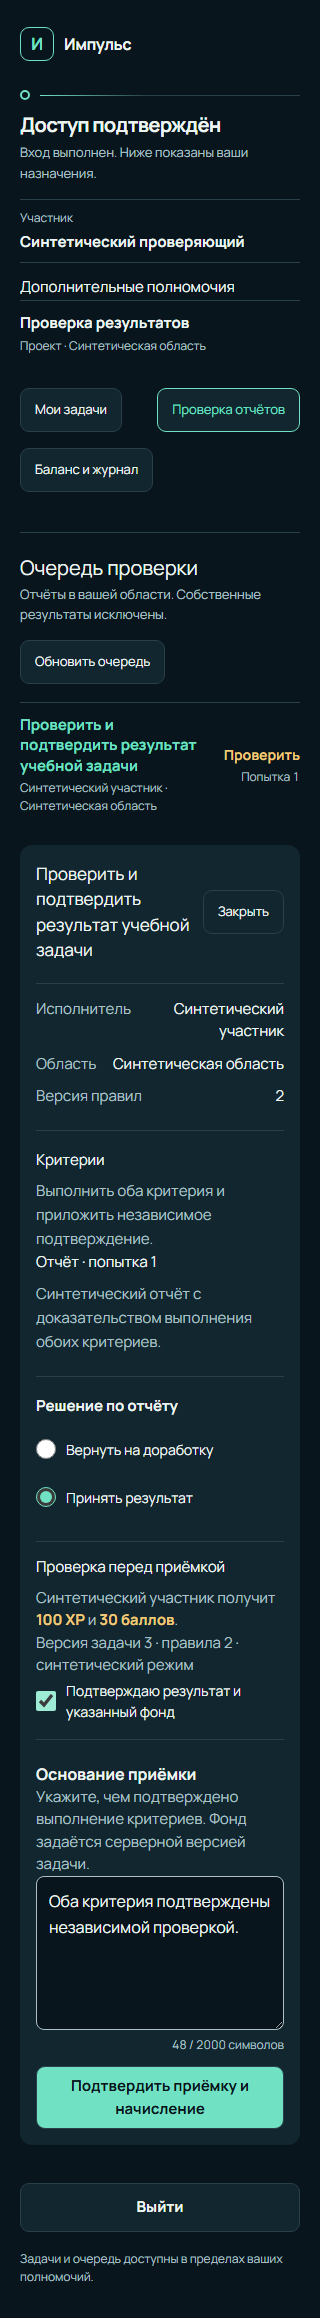 И Импульс
Доступ подтверждён
Вход выполнен. Ниже показаны ваши
назначения.
Участник
Синтетический проверяющий
Дополнительные полномочия
Проверка результатов
Проект · Синтетическая область
Мои задачи
Проверка отчётов
Баланс и журнал
Очередь проверки
Отчёты в вашей области. Собственные
результаты исключены.
Обновить очередь
Проверить и
подтвердить результат
учебной задачи
Синтетический участник ·
Синтетическая область
Проверить
Попытка 1
Проверить и
подтвердить
результат учебной
задачи
Закрыть
Исполнитель
Синтетический
участник
Область Синтетическая область
Версия правил 2
Критерии
Выполнить оба критерия и
приложить независимое
подтверждение.
Отчёт · попытка 1
Синтетический отчёт с
доказательством выполнения
обоих критериев.
Решение по отчёту
Вернуть на доработку
Принять результат
Проверка перед приёмкой
Синтетический участник получит
100 XP и 30 баллов.
Версия задачи 3 · правила 2 ·
синтетический режим
Подтверждаю результат и
указанный фонд
Основание приёмки
Укажите, чем подтверждено
выполнение критериев. Фонд
задаётся серверной версией
задачи.
Оба критерия подтверждены
независимой проверкой.
48 / 2000 символов
Подтвердить приёмку и
начисление
Выйти
Задачи и очередь доступны в пределах ваших
полномочий.